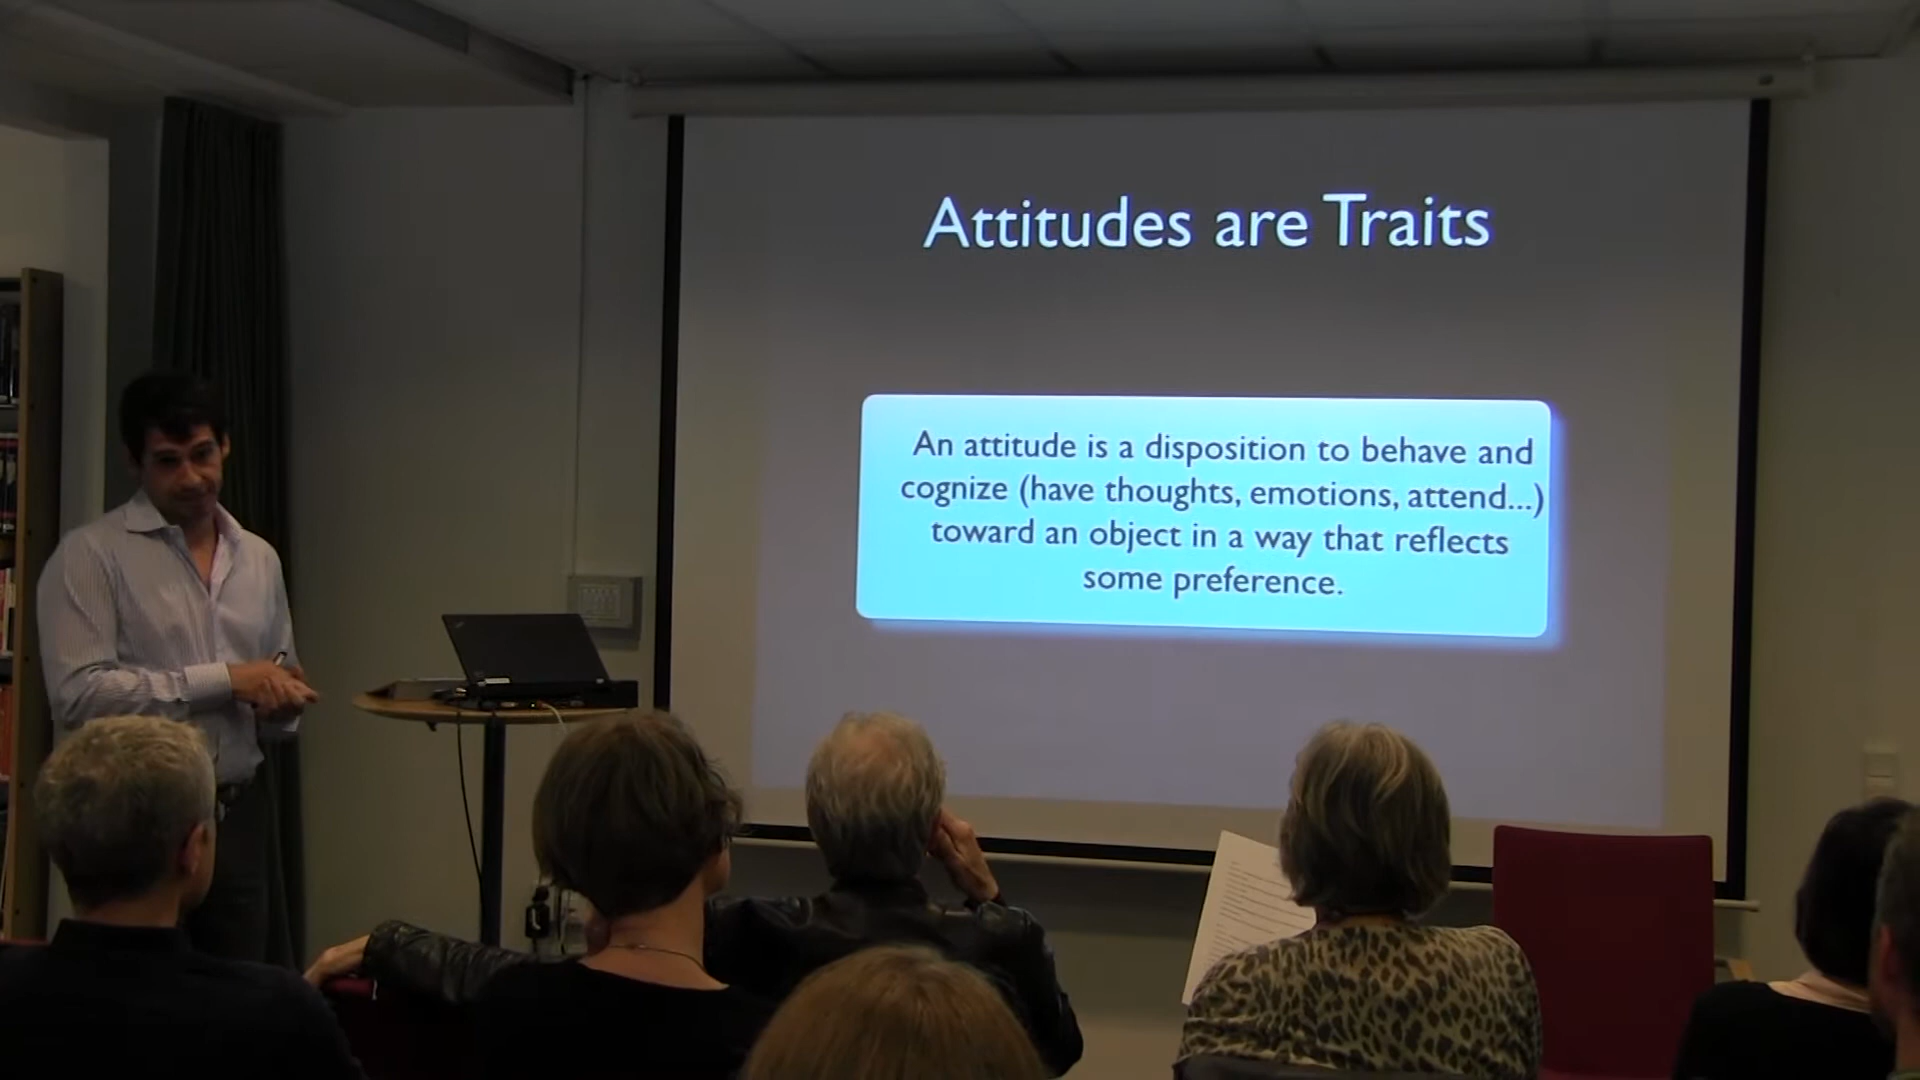 Attitudes are Traits
An attitude is a disposition to behave and
cognize (have thoughts, emotions, attend...)
toward an object in a way that reflects
some preference.